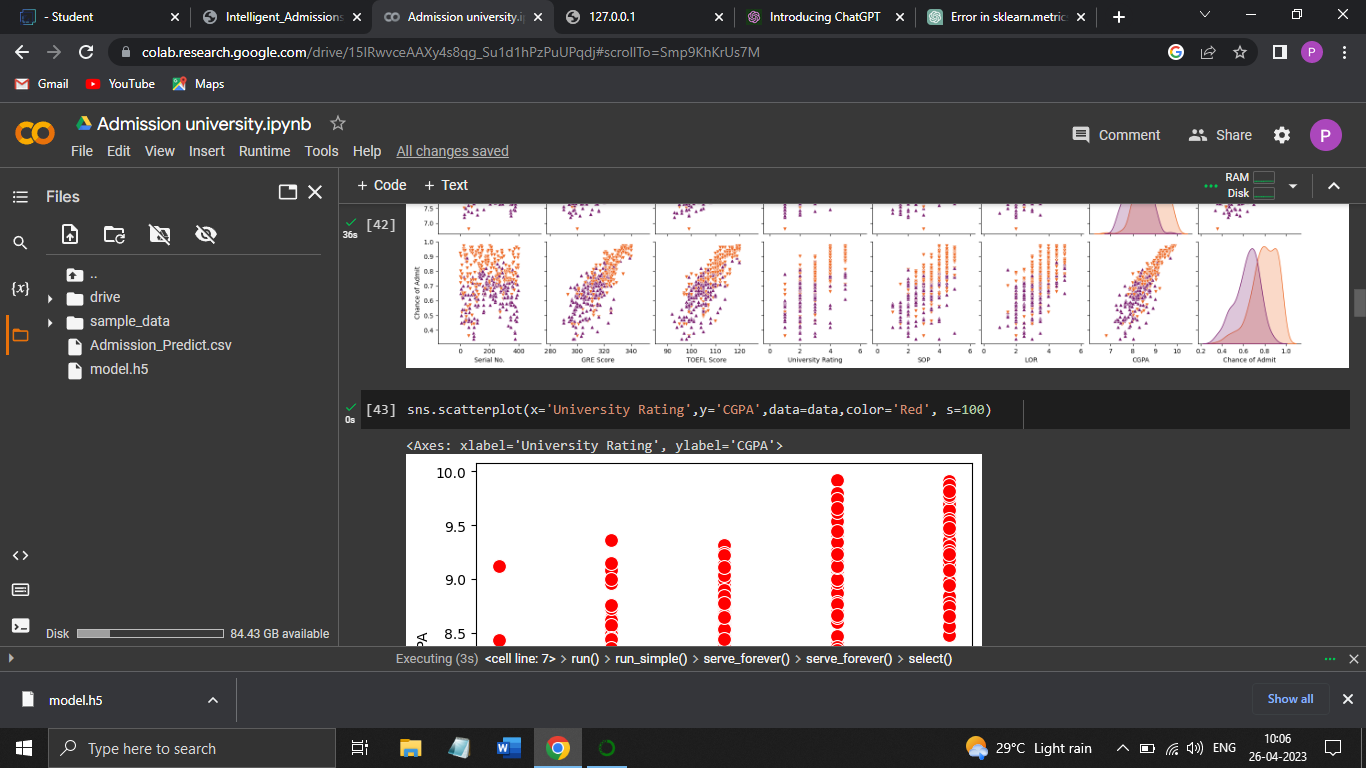 - Student
Intelligent_Admissions
Admission university.i
127.0.0.1
Introducing ChatGPT
Error in sklearn.metric
colab.research.google.com/drive/15IRwvceAAXy4s8qg_Su1d1hPzPuUPqdj#scrollTo=Smp9KhKrUs7M
P
Gmail
YouTube
Maps
Admission university.ipynb
File Edit View Insert Runtime Tools Help All changes saved
Comment
Share
P
Files
+ Code + Text
RAM
Disk
..
drive
sample_data
Admission_Predict.csv
model.h5
{x}
Disk
84.43 GB available
[42]
36s
7.5
1.0
0.9
0.8
0.7
0.6
0.5
0.4
Chance of Admit
0 200 400
Serial No.
280 300 320 340
GRE Score
90 100 110 120
TOEFL Score
0 2 4 6
University Rating
0 2 4 6
SOP
0 2 4 6
LOR
7 8 9 10
CGPA
0.2 0.4 0.6 0.8 1.0
Chance of Admit
[43]
0s
sns.scatterplot(x='University Rating',y='CGPA',data=data,color='Red', s=100)
<Axes: xlabel='University Rating', ylabel='CGPA'>
10.0
9.5
9.0
8.5
PA
Executing (3s) <cell line: 7> > run() > run_simple() > serve_forever() > serve_forever() > select()
model.h5
Show all
Type here to search
29°C Light rain
ENG
10:06
26-04-2023